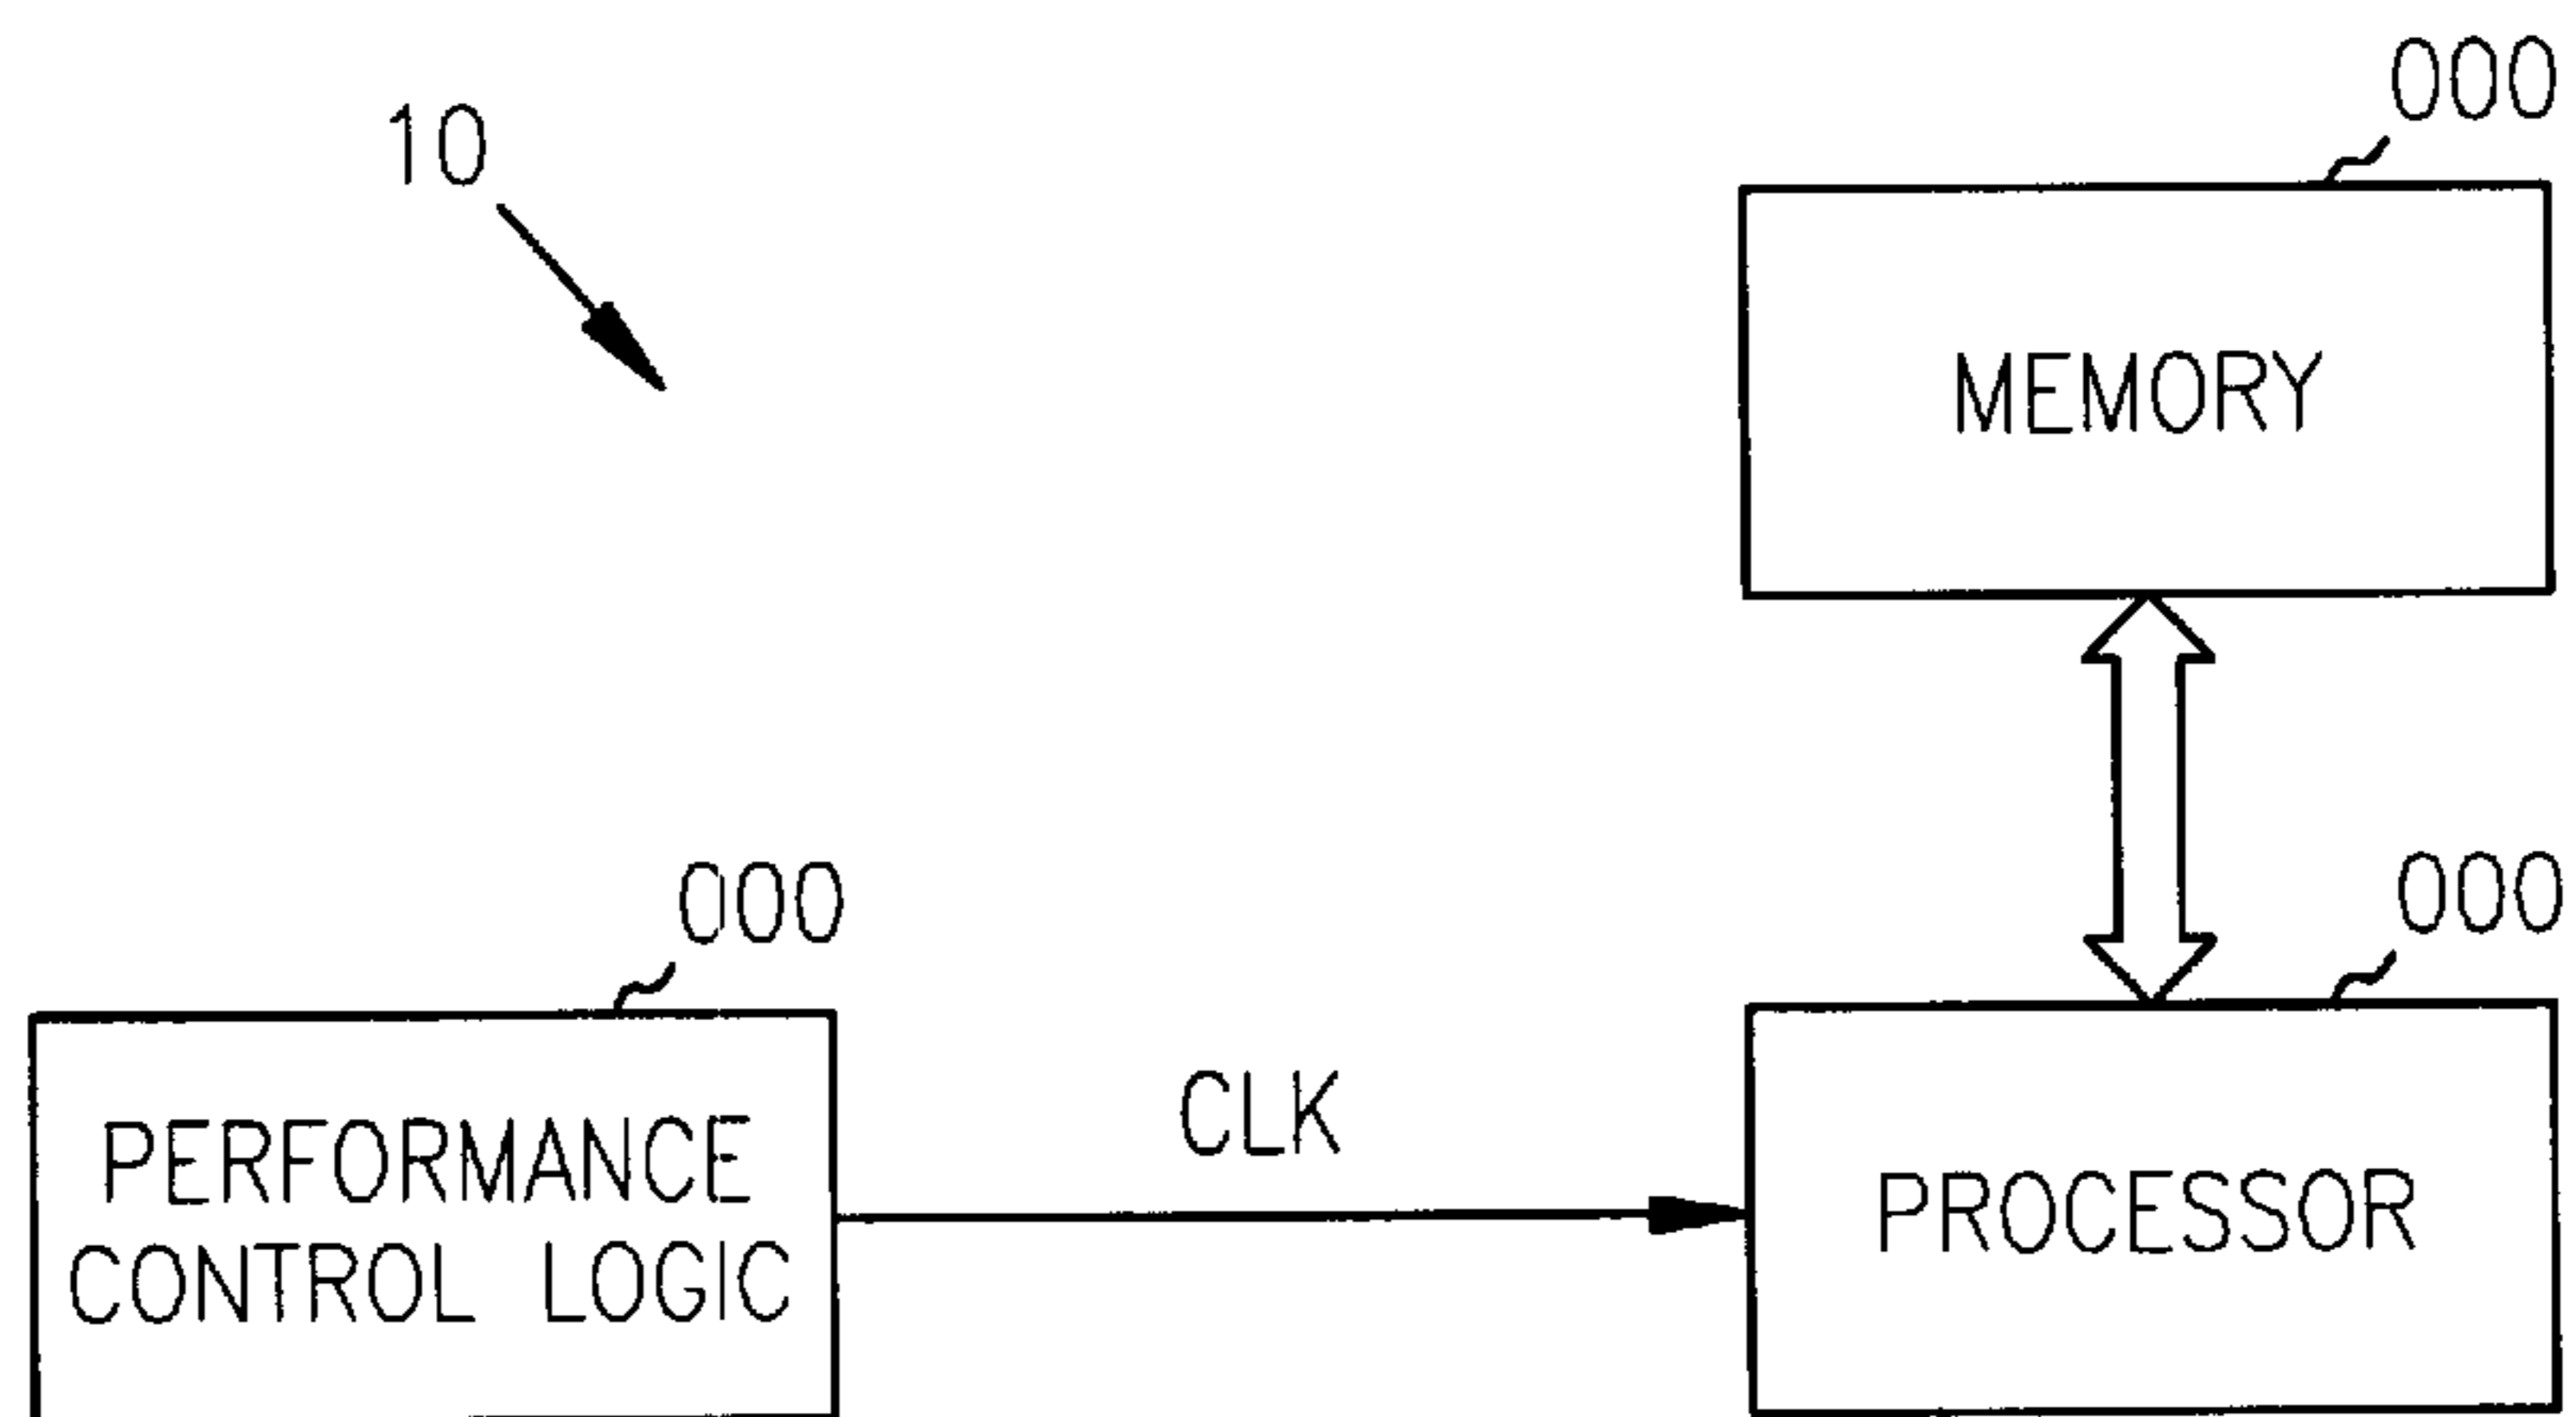 10
000
MEMORY
000
000
PERFORMANCE
CONTROL LOGIC
CLK
PROCESSOR